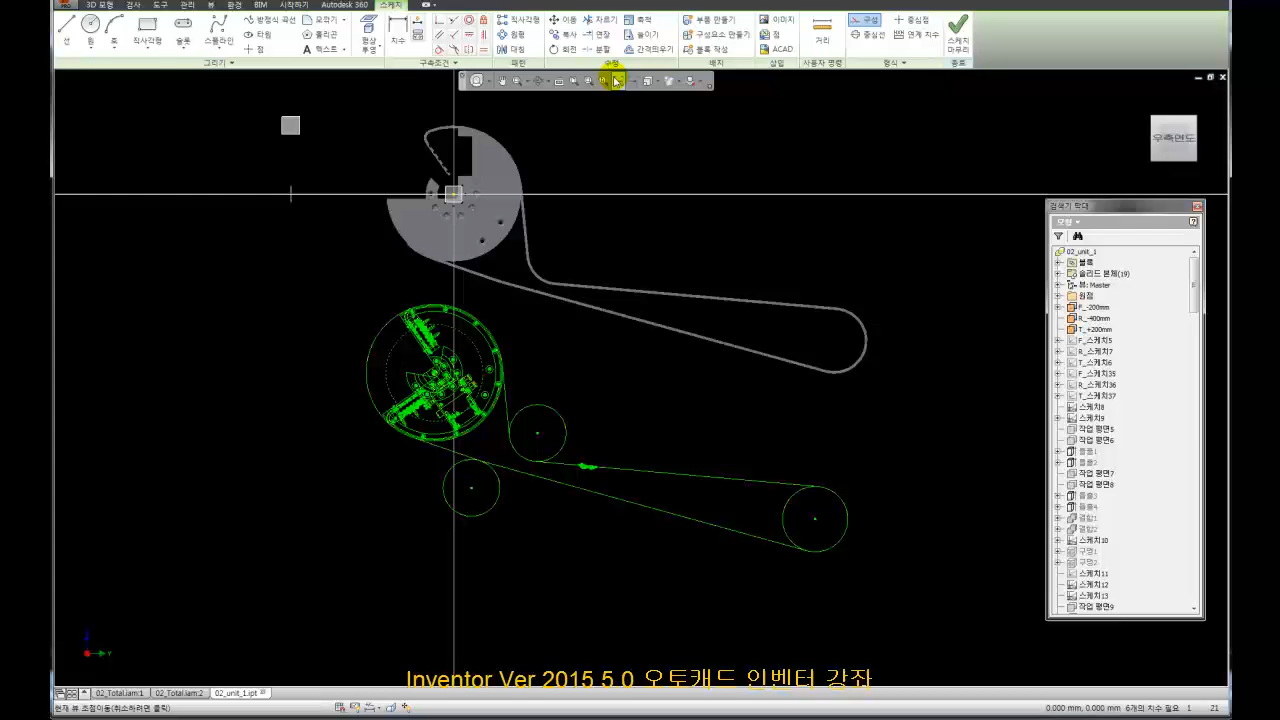 3D 모형 검사 도구 관리 뷰 환경 BIM 시작하기 Autodesk 360 스케치
선 원 호 직사각형 슬롯 스플라인
방정식 곡선 모깎기
타원 폴리곤
점 텍스트
형상 투영
치수
직사각형 이동 자르기 축척
원형 복사 연장 늘이기
대칭 회전 분할 간격띄우기
부품 만들기 이미지
구성요소 만들기 점
블록 작성 ACAD
거리
구성 중심점
중심선 연계 치수
스케치 마무리
그리기 구속조건 패턴 수정 배치 삽입 사용자 명령 형식 종료
우측면도
검색기 막대
모형
02_unit_1
블록
솔리드 본체(19)
뷰: Master
원점
F_-200mm
R_-400mm
T_+200mm
F_스케치5
R_스케치7
T_스케치6
F_스케치35
R_스케치36
T_스케치37
스케치8
스케치9
작업 평면5
작업 평면6
돌출1
돌출2
작업 평면7
작업 평면8
돌출3
돌출4
결합1
결합2
스케치10
구멍1
구멍2
스케치11
스케치12
스케치13
작업 평면9
Y
Inventor Ver 2015 5.0 오토캐드 인벤터 강좌
02_Total.iam:1 02_Total.iam:2 02_unit_1.ipt
현재 뷰 초점이동(취소하려면 클릭) 0.000 mm, 0.000 mm 6개의 치수 필요 1 21